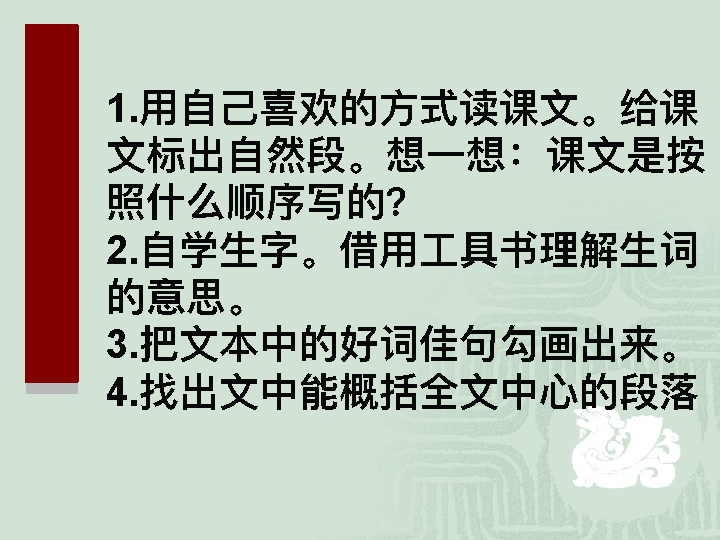 1.用自己喜欢的方式读课文。给课
文标出自然段。想一想：课文是按
照什么顺序写的?
2.自学生字。借用工具书理解生词
的意思。
3.把文本中的好词佳句勾画出来。
4.找出文中能概括全文中心的段落